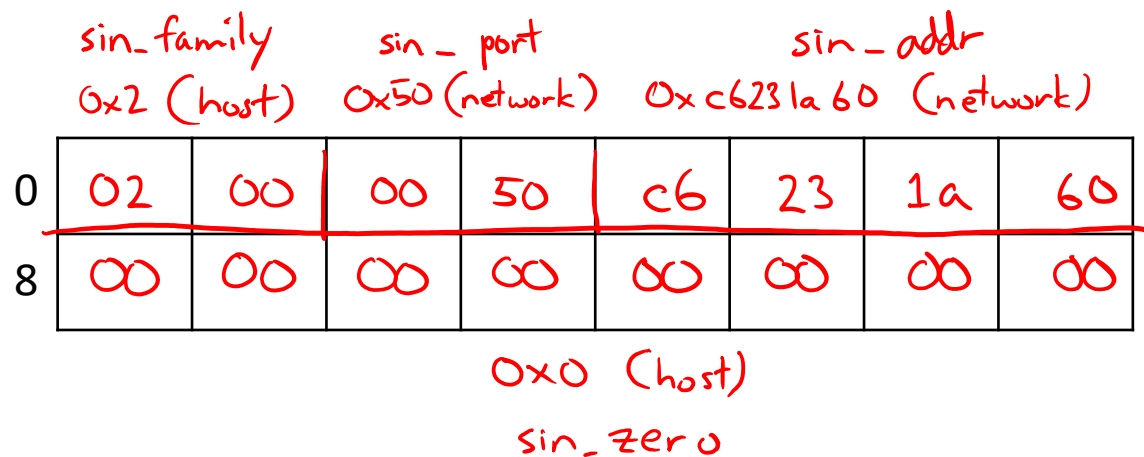 sin_family sin_port sin_addr
0x2 (host) 0x50 (network) 0xc6231a60 (network)
0 02 00 00 50 c6 23 1a 60
8 00 00 00 00 00 00 00 00
0x0 (host)
sin_zero